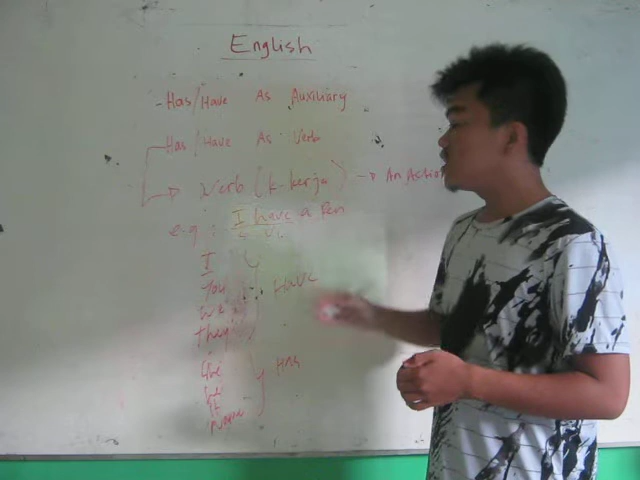 English
- Has/Have As Auxiliary
Has/Have As Verb
Verb (k.kerja) → An Action
e.g : I have a Pen
I
You
we
they
Have
she
he
It
Name
Has